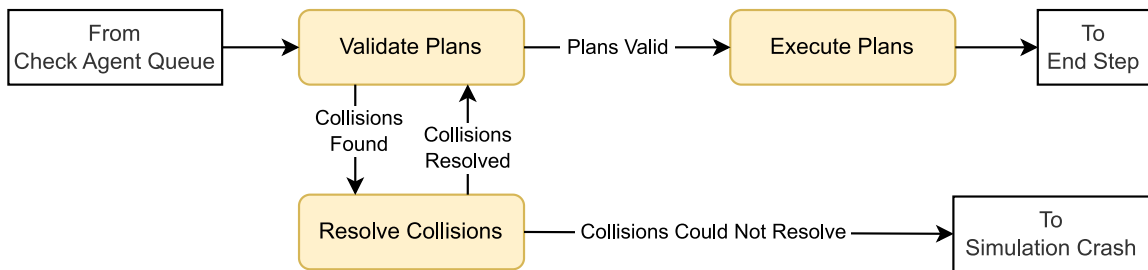 From
Check Agent Queue
Validate Plans
Plans Valid
Execute Plans
To
End Step
Collisions
Found
Collisions
Resolved
Resolve Collisions
Collisions Could Not Resolve
To
Simulation Crash